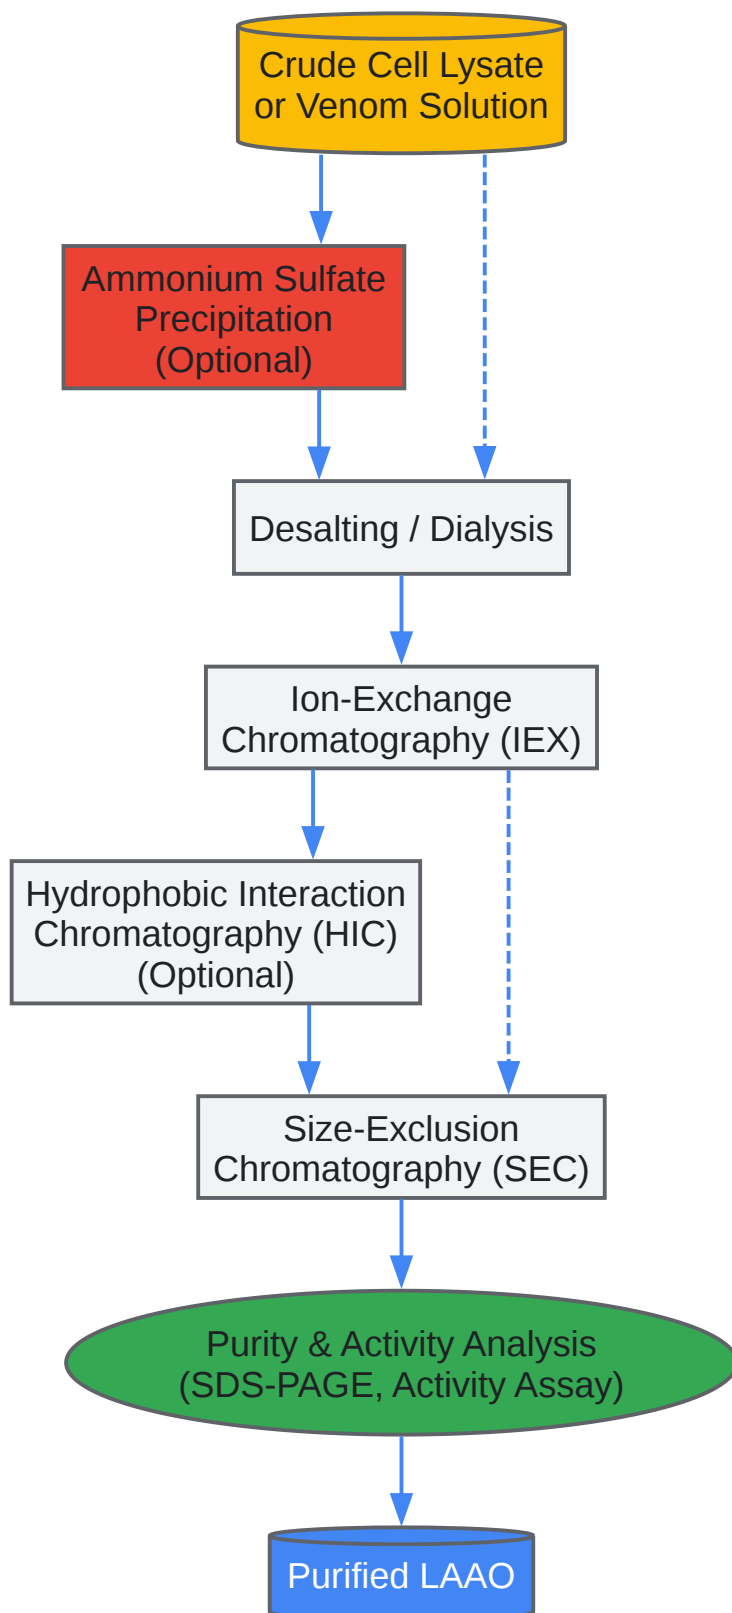 Crude Cell Lysate
or Venom Solution
Ammonium Sulfate
Precipitation
(Optional)
Desalting / Dialysis
Ion-Exchange
Chromatography (IEX)
Hydrophobic Interaction
Chromatography (HIC)
(Optional)
Size-Exclusion
Chromatography (SEC)
Purity & Activity Analysis
(SDS-PAGE, Activity Assay)
Purified LAAO